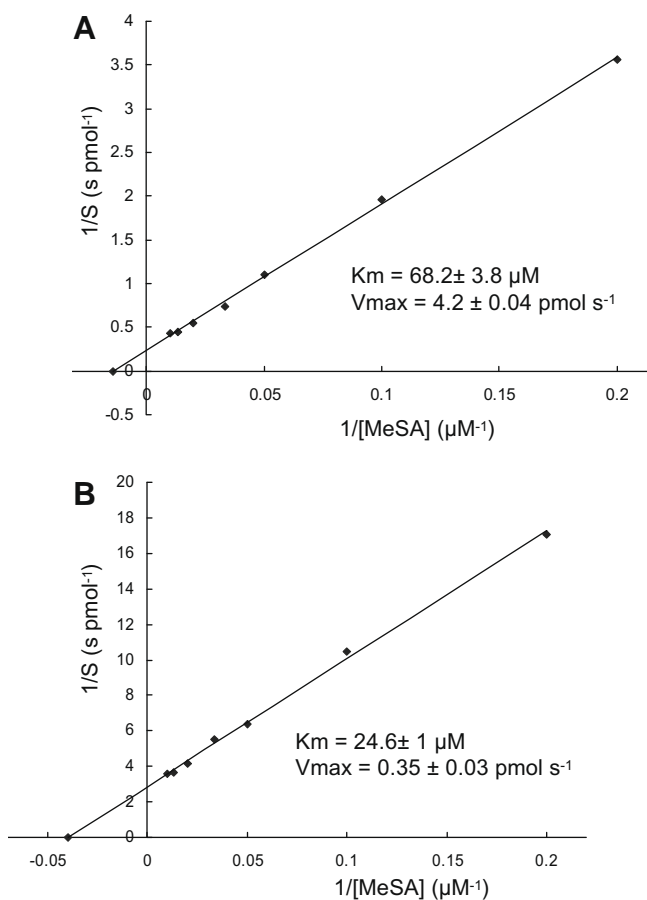 A
4
3.5
3
2.5
2
1.5
1
0.5
0
-0.5
1/S (s pmol⁻¹)
Km = 68.2± 3.8 µM
Vmax = 4.2 ± 0.04 pmol s⁻¹
0 0.05 0.1 0.15 0.2
1/[MeSA] (µM⁻¹)
B
20
18
16
14
12
10
8
6
4
2
0
1/S (s pmol⁻¹)
Km = 24.6± 1 µM
Vmax = 0.35 ± 0.03 pmol s⁻¹
-0.05 0 0.05 0.1 0.15 0.2
1/[MeSA] (µM⁻¹)